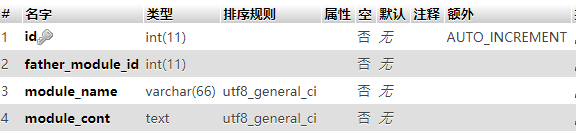 # 名字 类型 排序规则 属性 空 默认 注释 额外
1 id int(11) 否 无 AUTO_INCREMENT
2 father_module_id int(11) 否 无
3 module_name varchar(66) utf8_general_ci 否 无
4 module_cont text utf8_general_ci 否 无